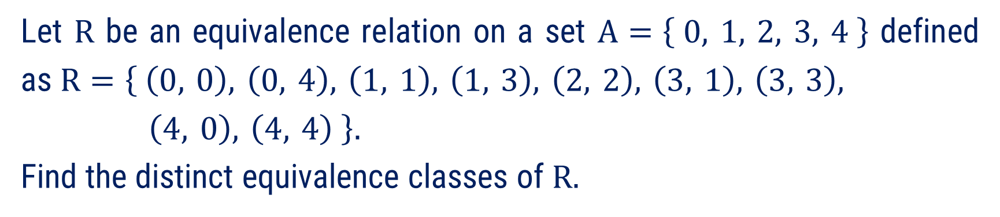 Let R be an equivalence relation on a set A = { 0, 1, 2, 3, 4 } defined
as R = { (0, 0), (0, 4), (1, 1), (1, 3), (2, 2), (3, 1), (3, 3),
(4, 0), (4, 4) }.
Find the distinct equivalence classes of R.